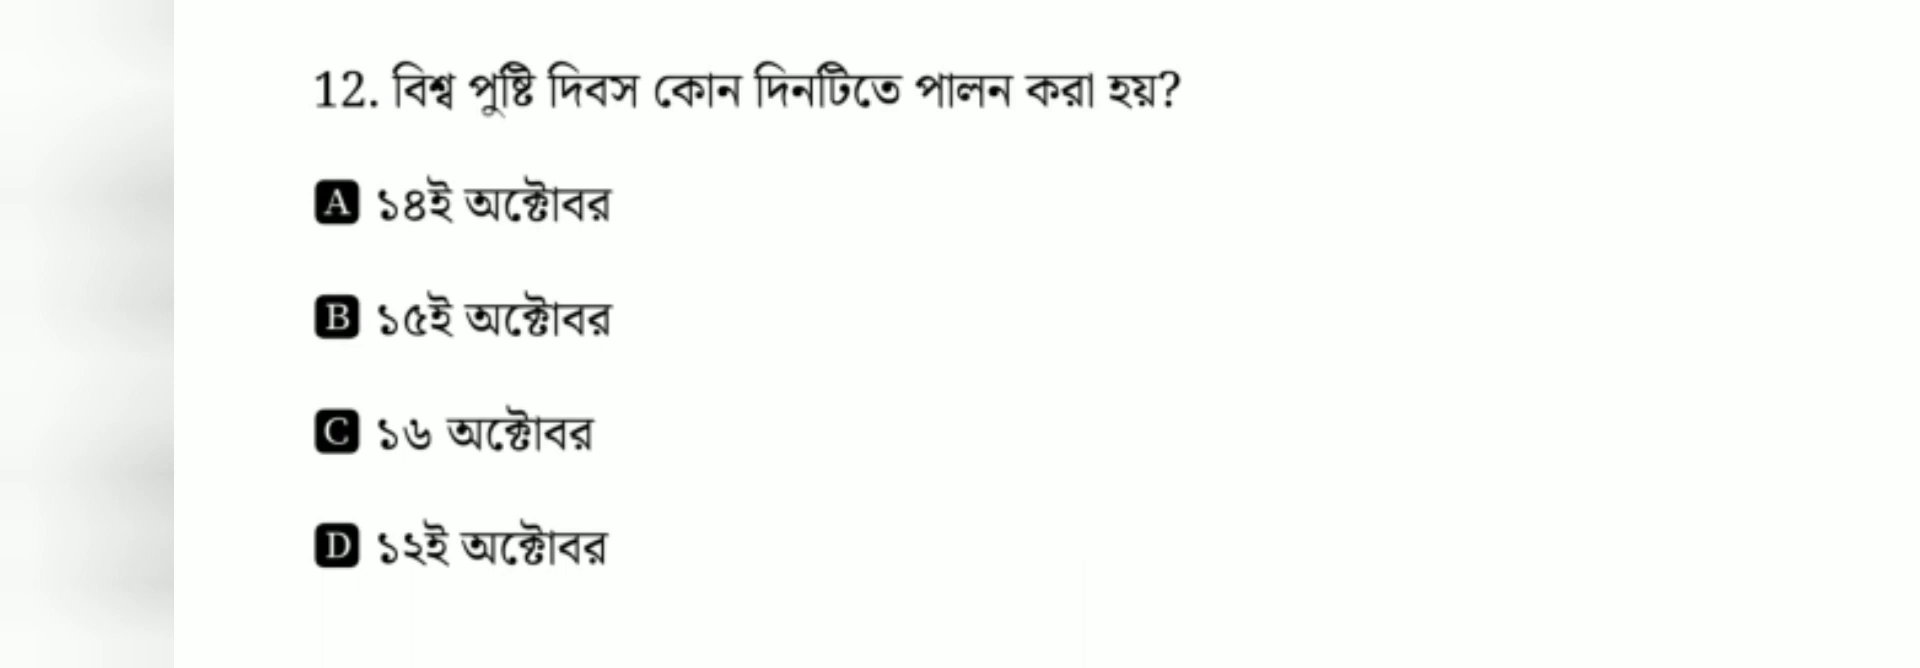 12. বিশ্ব পুষ্টি দিবস কোন দিনটিতে পালন করা হয়?
A ১৪ই অক্টোবর
B ১৫ই অক্টোবর
C ১৬ অক্টোবর
D ১২ই অক্টোবর